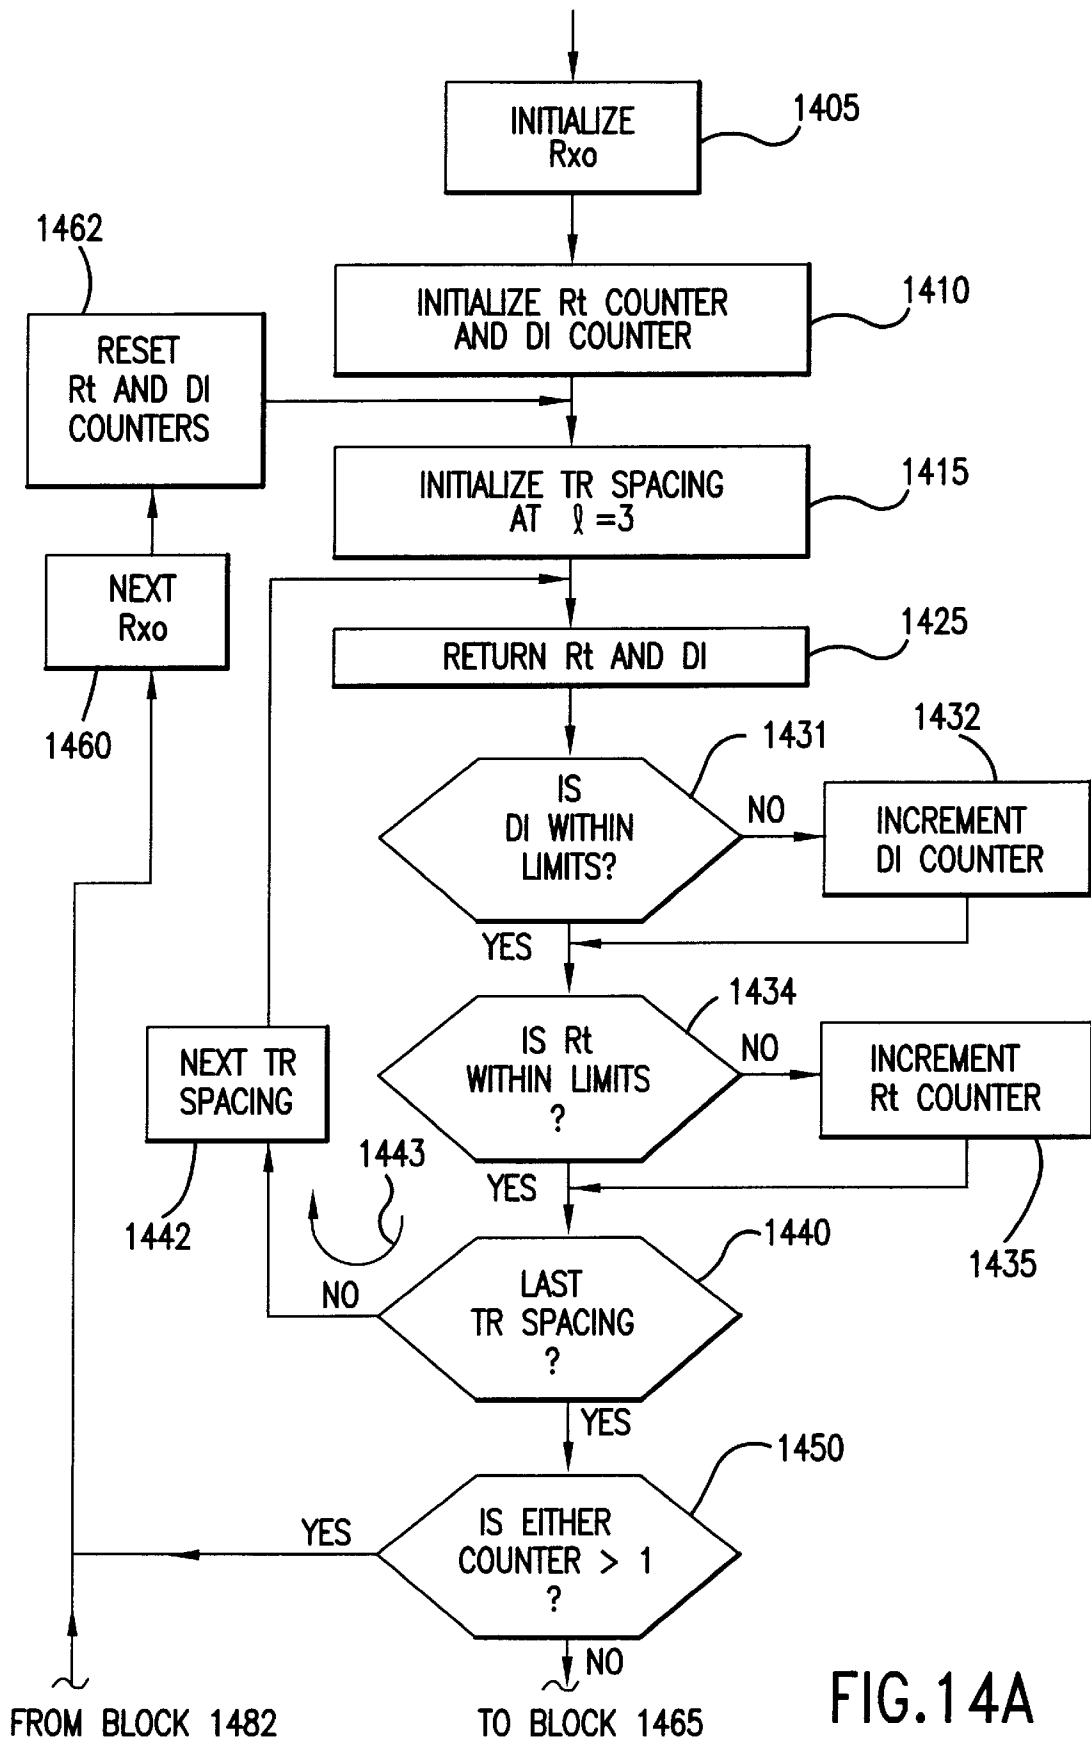 INITIALIZE
Rxo
1405
1462
INITIALIZE Rt COUNTER
AND DI COUNTER
1410
RESET
Rt AND DI
COUNTERS
INITIALIZE TR SPACING
AT ℓ =3
1415
NEXT
Rxo
1460
RETURN Rt AND DI
1425
IS
DI WITHIN
LIMITS?
1431
NO
1432
INCREMENT
DI COUNTER
YES
IS Rt
WITHIN LIMITS
?
1434
NO
INCREMENT
Rt COUNTER
1435
NEXT TR
SPACING
1442
1443
YES
LAST
TR SPACING
?
1440
NO
YES
IS EITHER
COUNTER > 1
?
1450
YES
NO
FROM BLOCK 1482
TO BLOCK 1465
FIG.14A